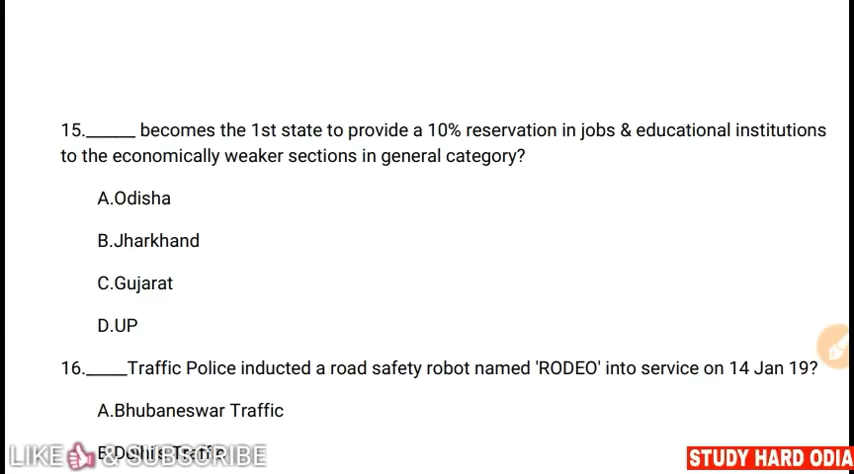 15.______ becomes the 1st state to provide a 10% reservation in jobs & educational institutions
to the economically weaker sections in general category?
A.Odisha
B.Jharkhand
C.Gujarat
D.UP
16._____Traffic Police inducted a road safety robot named 'RODEO' into service on 14 Jan 19?
A.Bhubaneswar Traffic
LIKE & SUBSCRIBE
STUDY HARD ODIA